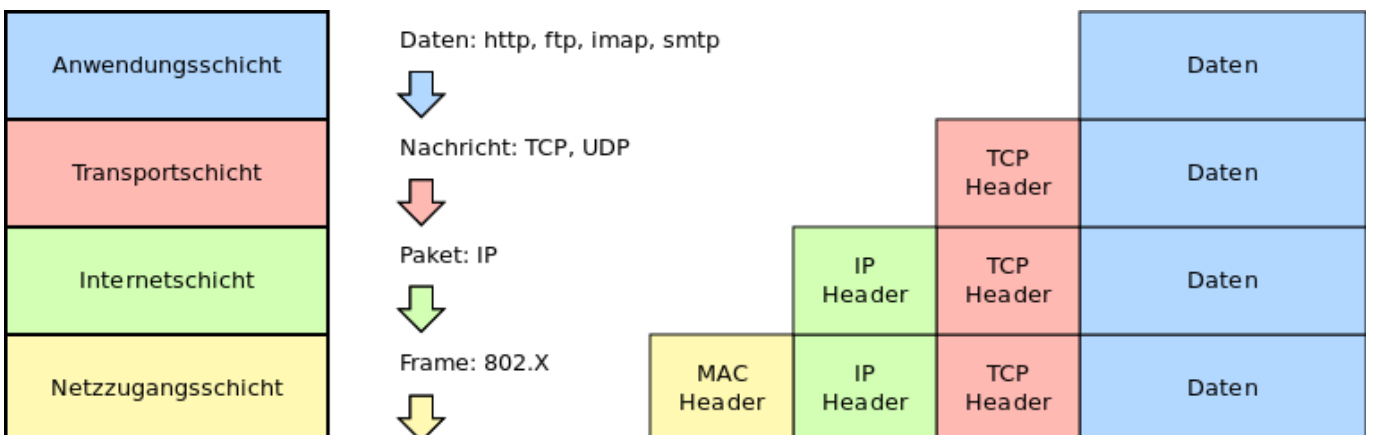 Anwendungsschicht
Daten: http, ftp, imap, smtp
Daten
Transportschicht
Nachricht: TCP, UDP
TCP
Header
Daten
Internetschicht
Paket: IP
IP
Header
TCP
Header
Daten
Netzzugangsschicht
Frame: 802.X
MAC
Header
IP
Header
TCP
Header
Daten